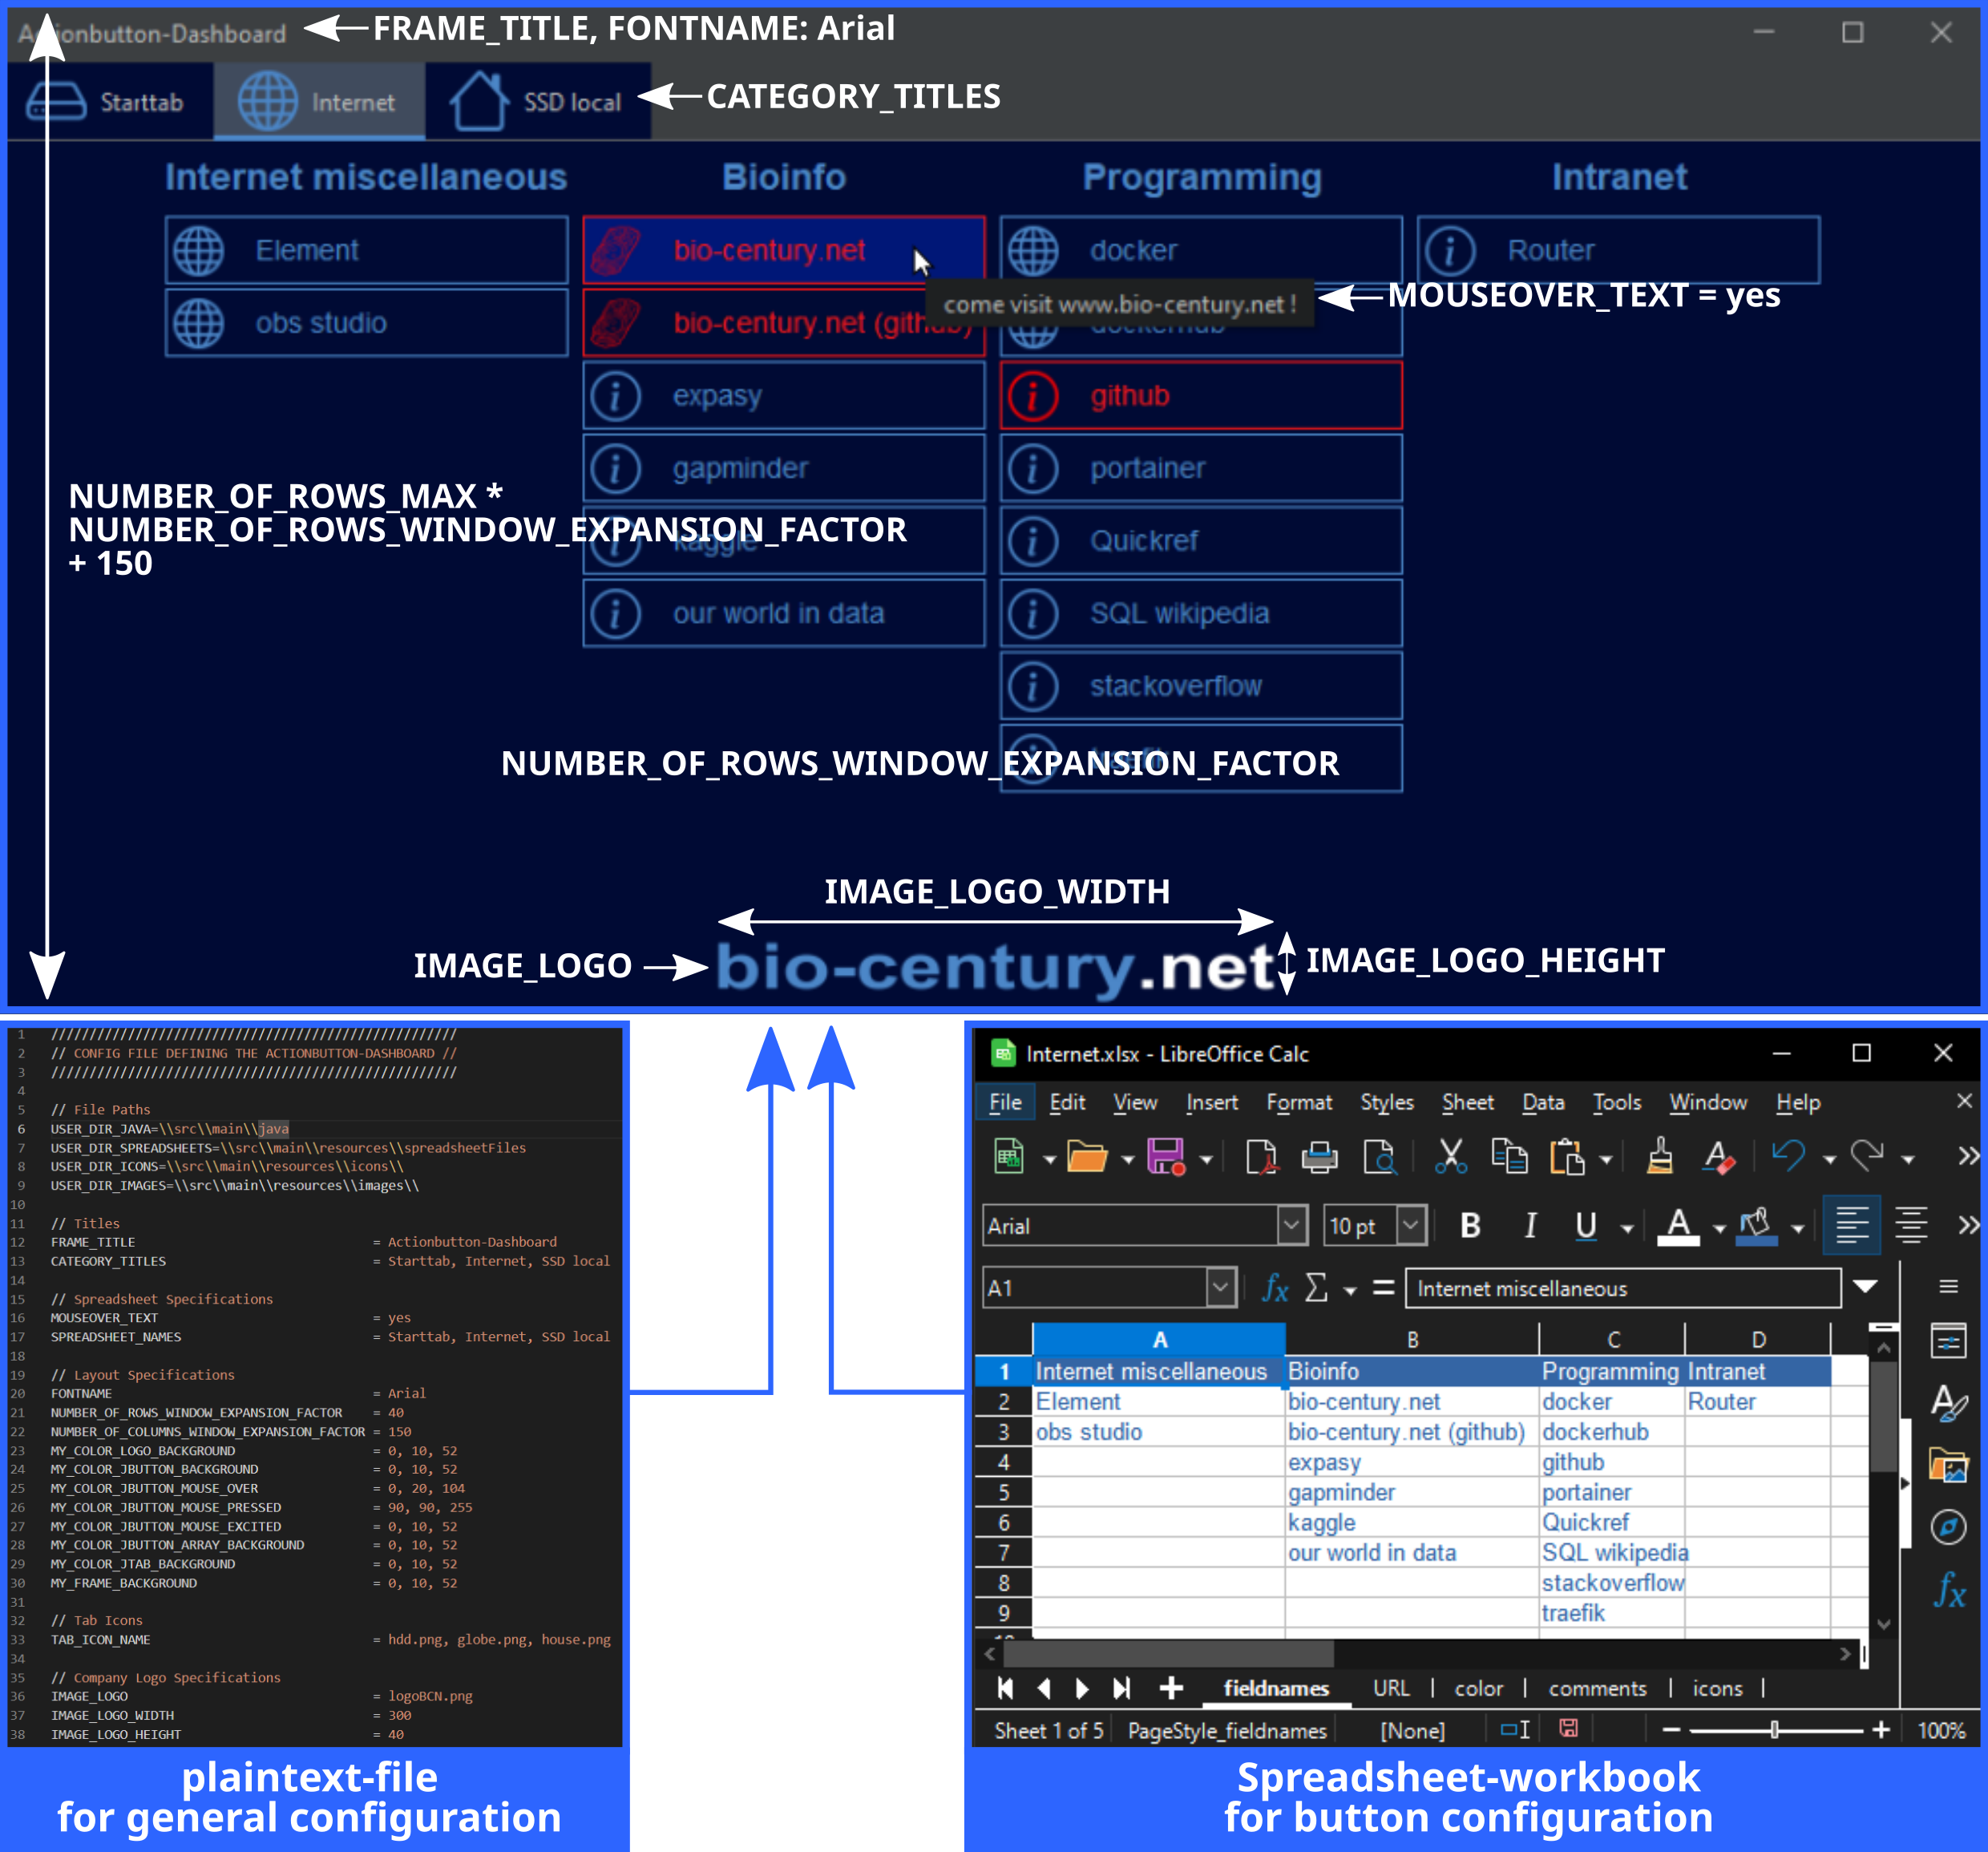 Actionbutton-Dashboard
FRAME_TITLE, FONTNAME: Arial
Starttab
Internet
SSD local
CATEGORY_TITLES
Internet miscellaneous
Bioinfo
Programming
Intranet
Element
bio-century.net
docker
Router
come visit www.bio-century.net !
MOUSEOVER_TEXT = yes
obs studio
bio-century.net (github)
dockerhub
expasy
github
gapminder
portainer
NUMBER_OF_ROWS_MAX *
NUMBER_OF_ROWS_WINDOW_EXPANSION_FACTOR
+ 150
kaggle
Quickref
our world in data
SQL wikipedia
stackoverflow
NUMBER_OF_ROWS_WINDOW_EXPANSION_FACTOR
IMAGE_LOGO_WIDTH
IMAGE_LOGO
bio-century.net
IMAGE_LOGO_HEIGHT
1 /////////////////////////////////////////////////////
2 // CONFIG FILE DEFINING THE ACTIONBUTTON-DASHBOARD //
3 /////////////////////////////////////////////////////
4
5 // File Paths
6 USER_DIR_JAVA=\\src\\main\\java
7 USER_DIR_SPREADSHEETS=\\src\\main\\resources\\spreadsheetFiles
8 USER_DIR_ICONS=\\src\\main\\resources\\icons\\
9 USER_DIR_IMAGES=\\src\\main\\resources\\images\\
10
11 // Titles
12 FRAME_TITLE = Actionbutton-Dashboard
13 CATEGORY_TITLES = Starttab, Internet, SSD local
14
15 // Spreadsheet Specifications
16 MOUSEOVER_TEXT = yes
17 SPREADSHEET_NAMES = Starttab, Internet, SSD local
18
19 // Layout Specifications
20 FONTNAME = Arial
21 NUMBER_OF_ROWS_WINDOW_EXPANSION_FACTOR = 40
22 NUMBER_OF_COLUMNS_WINDOW_EXPANSION_FACTOR = 150
23 MY_COLOR_LOGO_BACKGROUND = 0, 10, 52
24 MY_COLOR_JBUTTON_BACKGROUND = 0, 10, 52
25 MY_COLOR_JBUTTON_MOUSE_OVER = 0, 20, 104
26 MY_COLOR_JBUTTON_MOUSE_PRESSED = 90, 90, 255
27 MY_COLOR_JBUTTON_MOUSE_EXCITED = 0, 10, 52
28 MY_COLOR_JBUTTON_ARRAY_BACKGROUND = 0, 10, 52
29 MY_COLOR_JTAB_BACKGROUND = 0, 10, 52
30 MY_FRAME_BACKGROUND = 0, 10, 52
31
32 // Tab Icons
33 TAB_ICON_NAME = hdd.png, globe.png, house.png
34
35 // Company Logo Specifications
36 IMAGE_LOGO = logoBCN.png
37 IMAGE_LOGO_WIDTH = 300
38 IMAGE_LOGO_HEIGHT = 40
plaintext-file
for general configuration
Internet.xlsx - LibreOffice Calc
File Edit View Insert Format Styles Sheet Data Tools Window Help
Arial 10 pt B I U A
A1 fx Σ = Internet miscellaneous
A B C D
1 Internet miscellaneous Bioinfo Programming Intranet
2 Element bio-century.net docker Router
3 obs studio bio-century.net (github) dockerhub
4 expasy github
5 gapminder portainer
6 kaggle Quickref
7 our world in data SQL wikipedia
8 stackoverflow
9 traefik
fieldnames URL color comments icons
Sheet 1 of 5 PageStyle_fieldnames [None] 100%
Spreadsheet-workbook
for button configuration